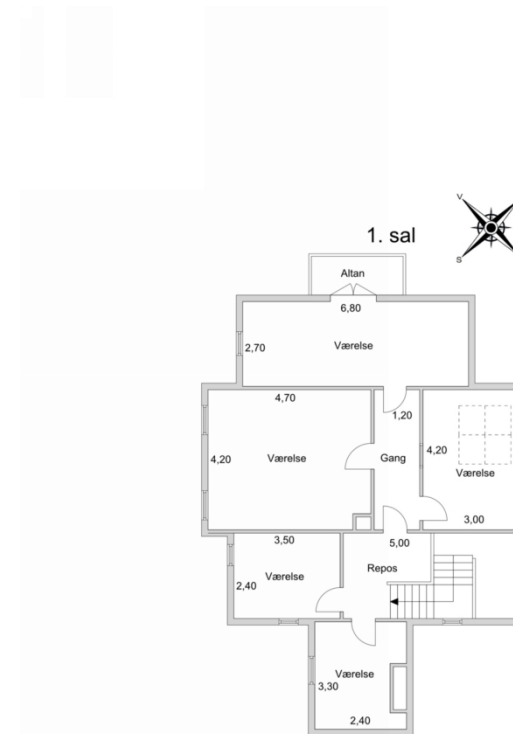 V
1. sal
S
Altan
6,80
2,70
Værelse
4,70
1,20
4,20
Værelse
Gang
4,20
Værelse
3,00
3,50
5,00
Værelse
Repos
2,40
Værelse
3,30
2,40